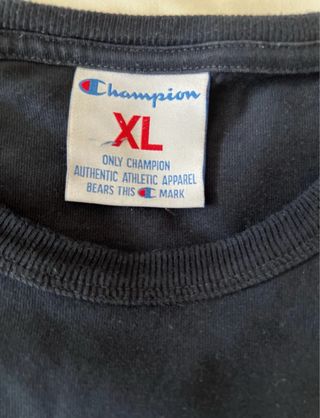 Champion
XL
ONLY CHAMPION
AUTHENTIC ATHLETIC APPAREL
BEARS THIS C MARK